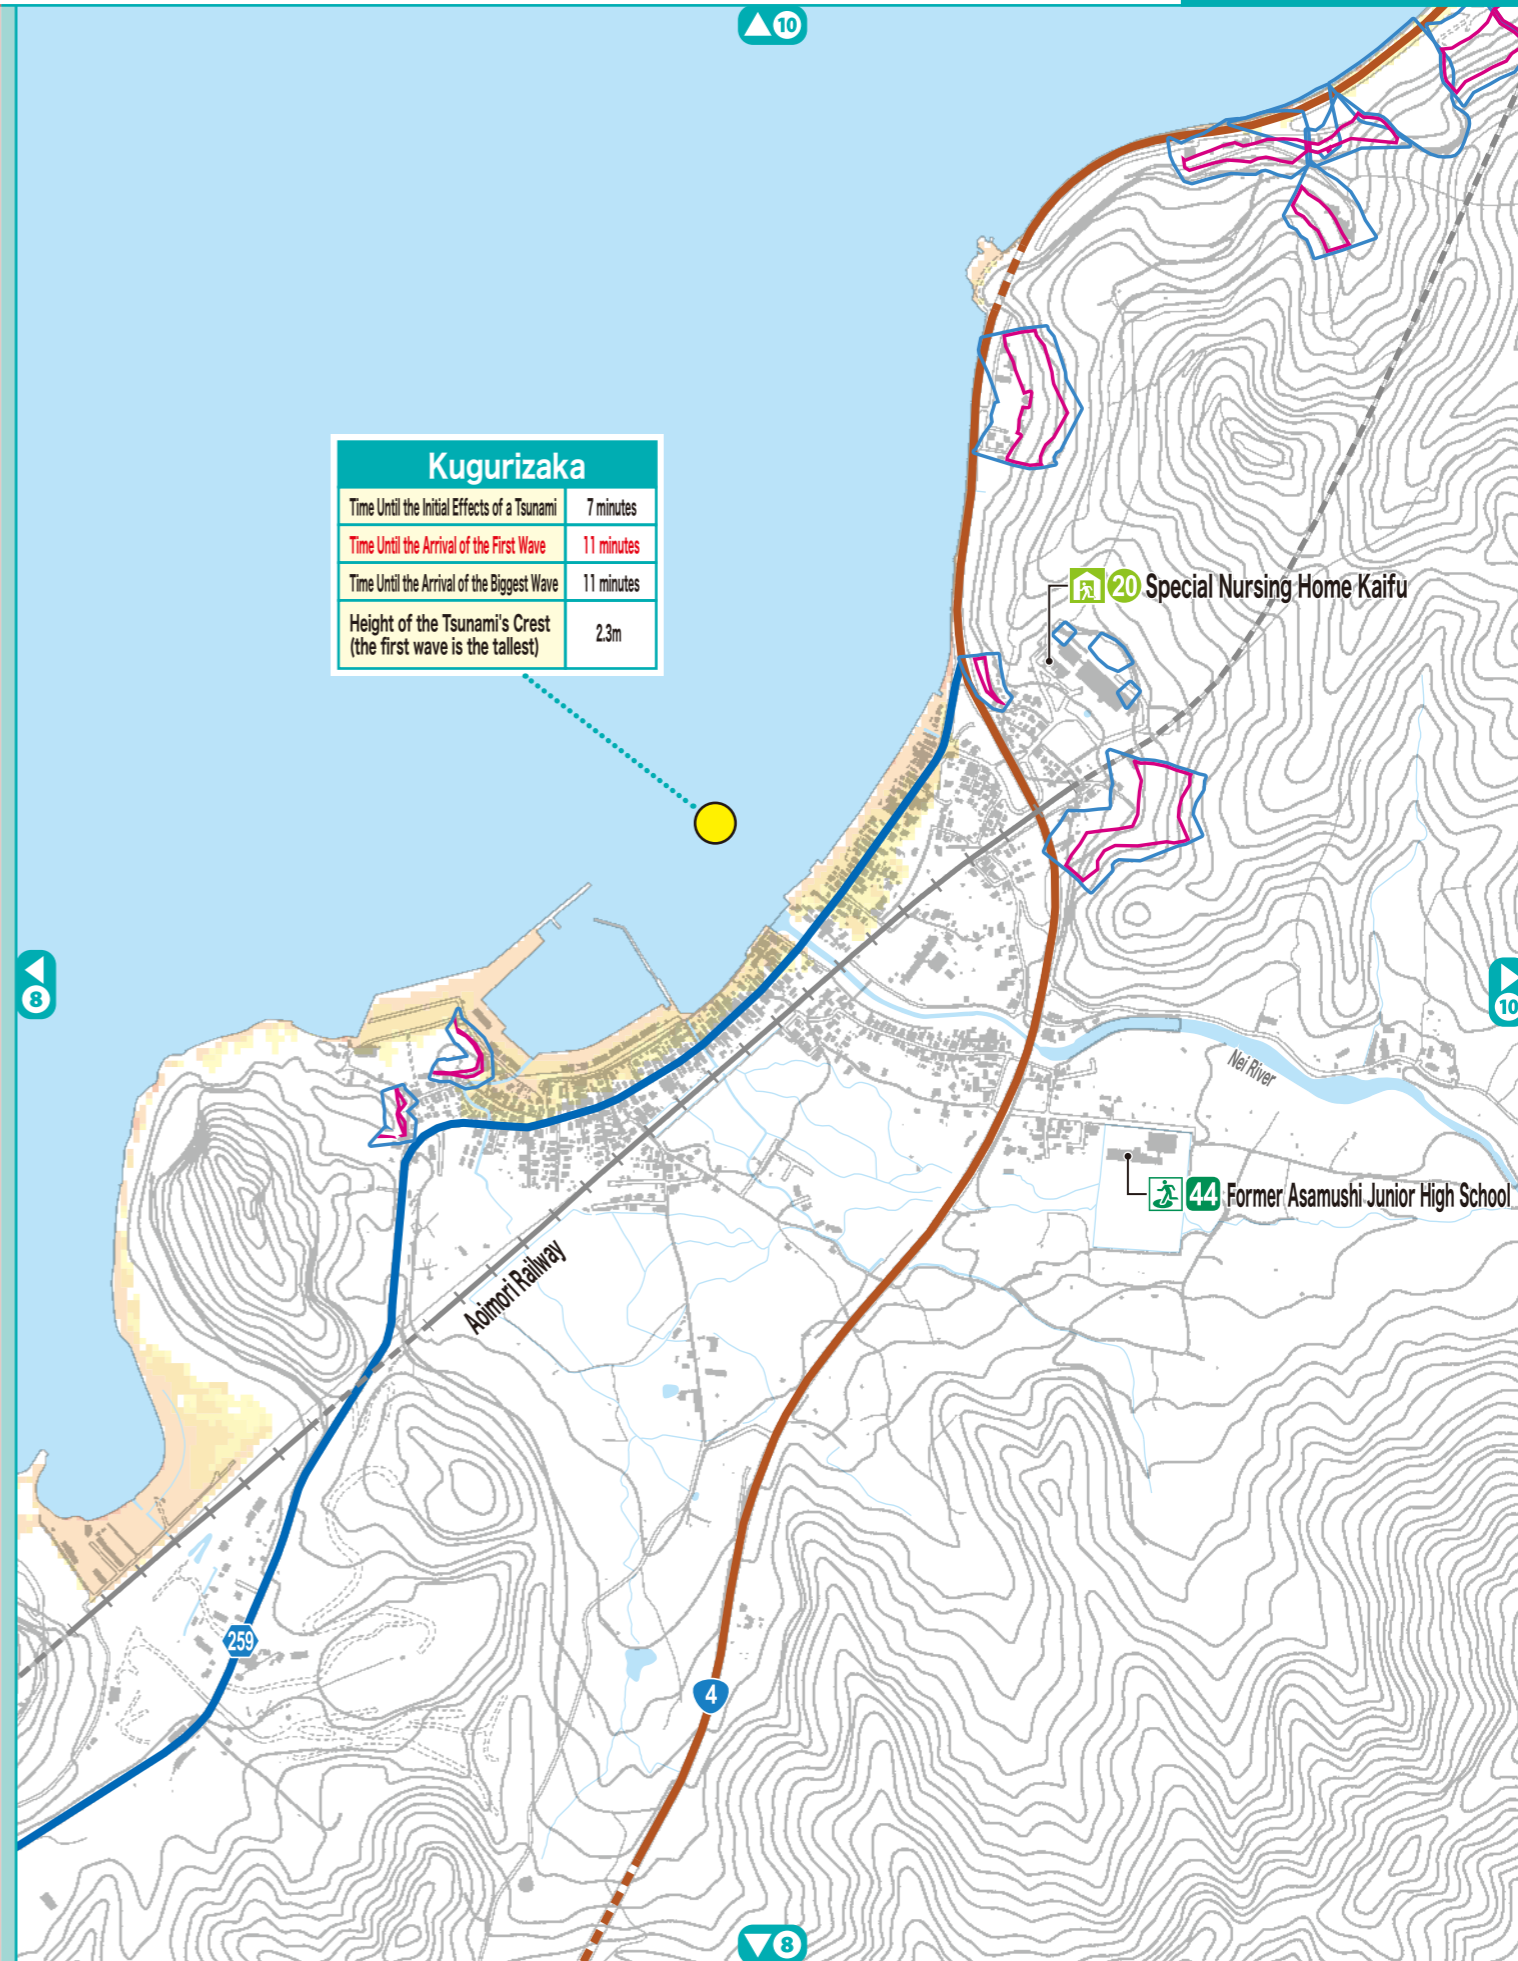 10
Kugurizaka
Time Until the Initial Effects of a Tsunami 7 minutes
Time Until the Arrival of the First Wave 11 minutes
Time Until the Arrival of the Biggest Wave 11 minutes
Height of the Tsunami's Crest
(the first wave is the tallest) 2.3m
20 Special Nursing Home Kaifu
8
10
Nei River
44 Former Asamushi Junior High School
Aoimori Railway
259
4
8